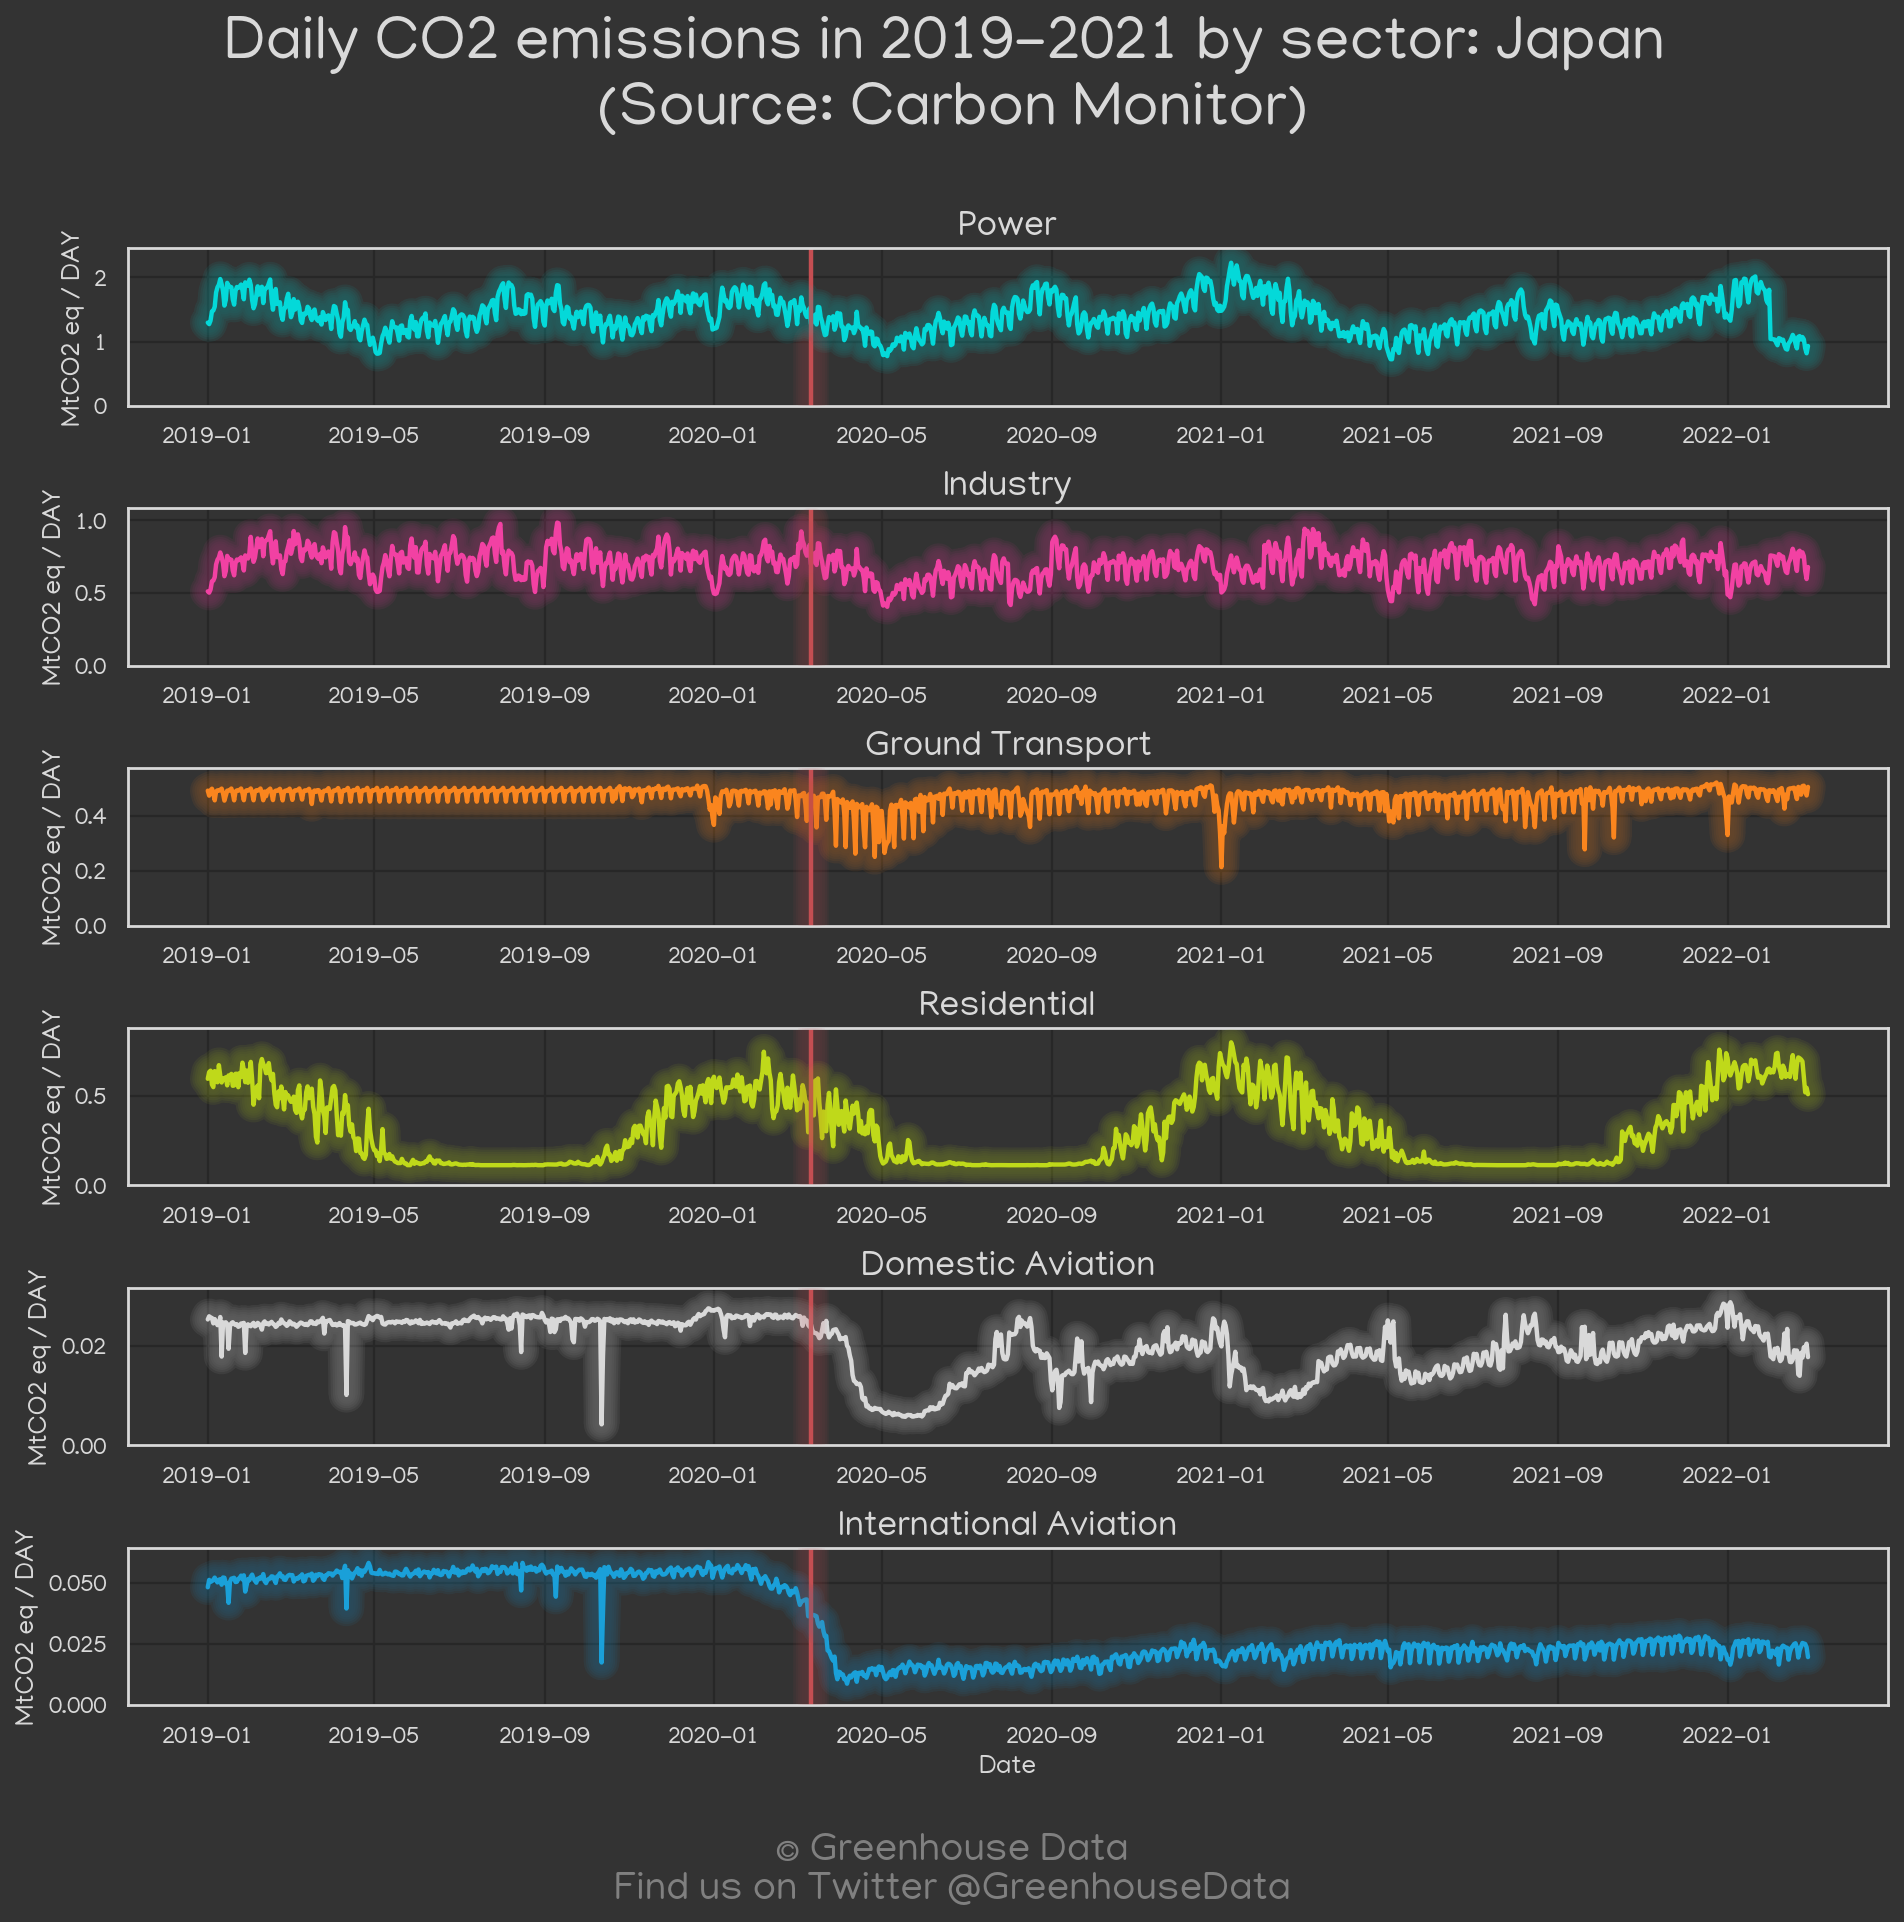 Daily CO2 emissions in 2019-2021 by sector: Japan
(Source: Carbon Monitor)
Power
MtCO2 eq / DAY
2
1
0
2019-01 2019-05 2019-09 2020-01 2020-05 2020-09 2021-01 2021-05 2021-09 2022-01
Industry
MtCO2 eq / DAY
1.0
0.5
0.0
2019-01 2019-05 2019-09 2020-01 2020-05 2020-09 2021-01 2021-05 2021-09 2022-01
Ground Transport
MtCO2 eq / DAY
0.4
0.2
0.0
2019-01 2019-05 2019-09 2020-01 2020-05 2020-09 2021-01 2021-05 2021-09 2022-01
Residential
MtCO2 eq / DAY
0.5
0.0
2019-01 2019-05 2019-09 2020-01 2020-05 2020-09 2021-01 2021-05 2021-09 2022-01
Domestic Aviation
MtCO2 eq / DAY
0.02
0.00
2019-01 2019-05 2019-09 2020-01 2020-05 2020-09 2021-01 2021-05 2021-09 2022-01
International Aviation
MtCO2 eq / DAY
0.050
0.025
0.000
2019-01 2019-05 2019-09 2020-01 2020-05 2020-09 2021-01 2021-05 2021-09 2022-01
Date
© Greenhouse Data
Find us on Twitter @GreenhouseData